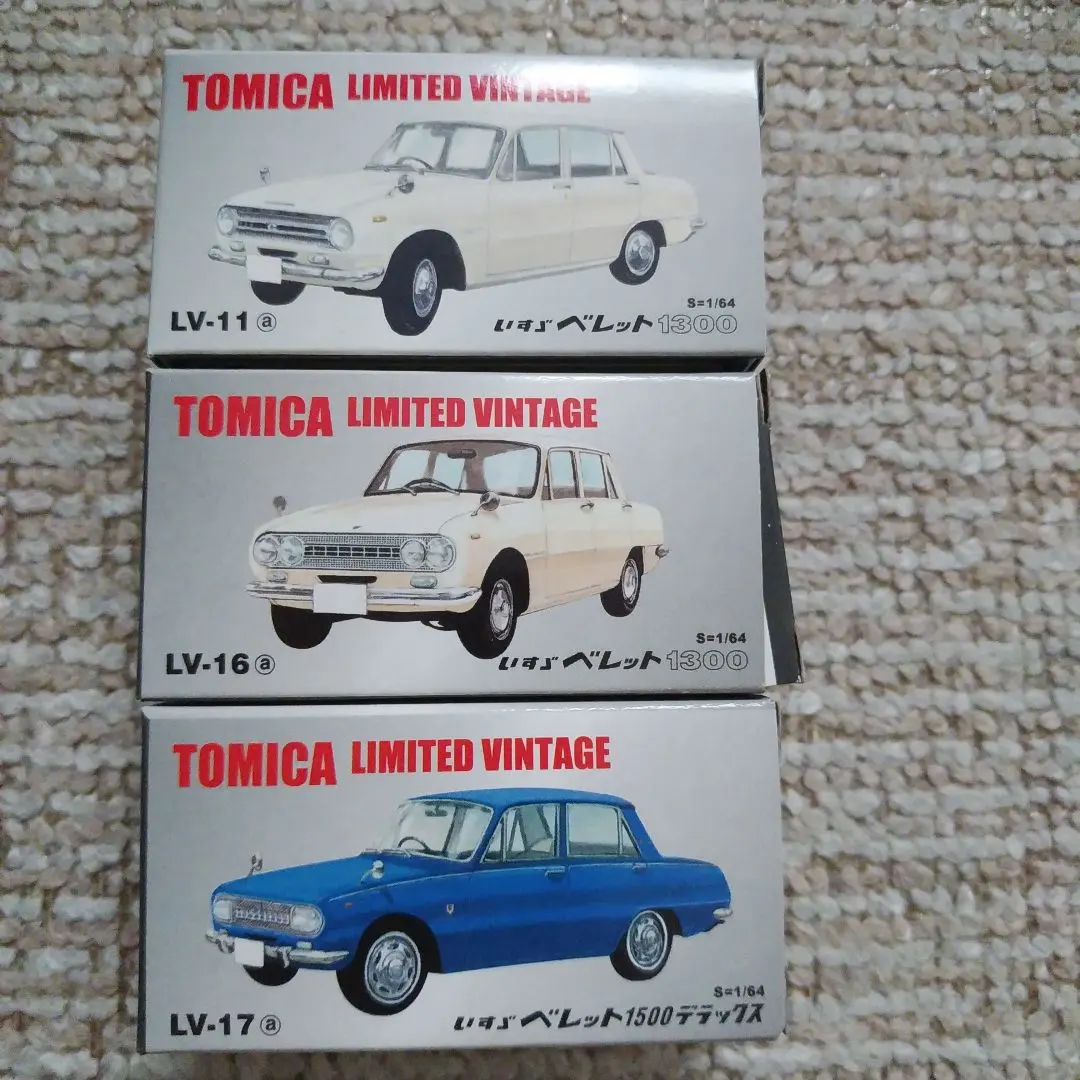 TOMICA LIMITED VINTAGE
S=1/64
LV-11 ⓐ いすゞ ベレット 1300
TOMICA LIMITED VINTAGE
S=1/64
LV-16 ⓐ いすゞ ベレット 1300
TOMICA LIMITED VINTAGE
S=1/64
LV-17 ⓐ いすゞ ベレット 1500 デラックス